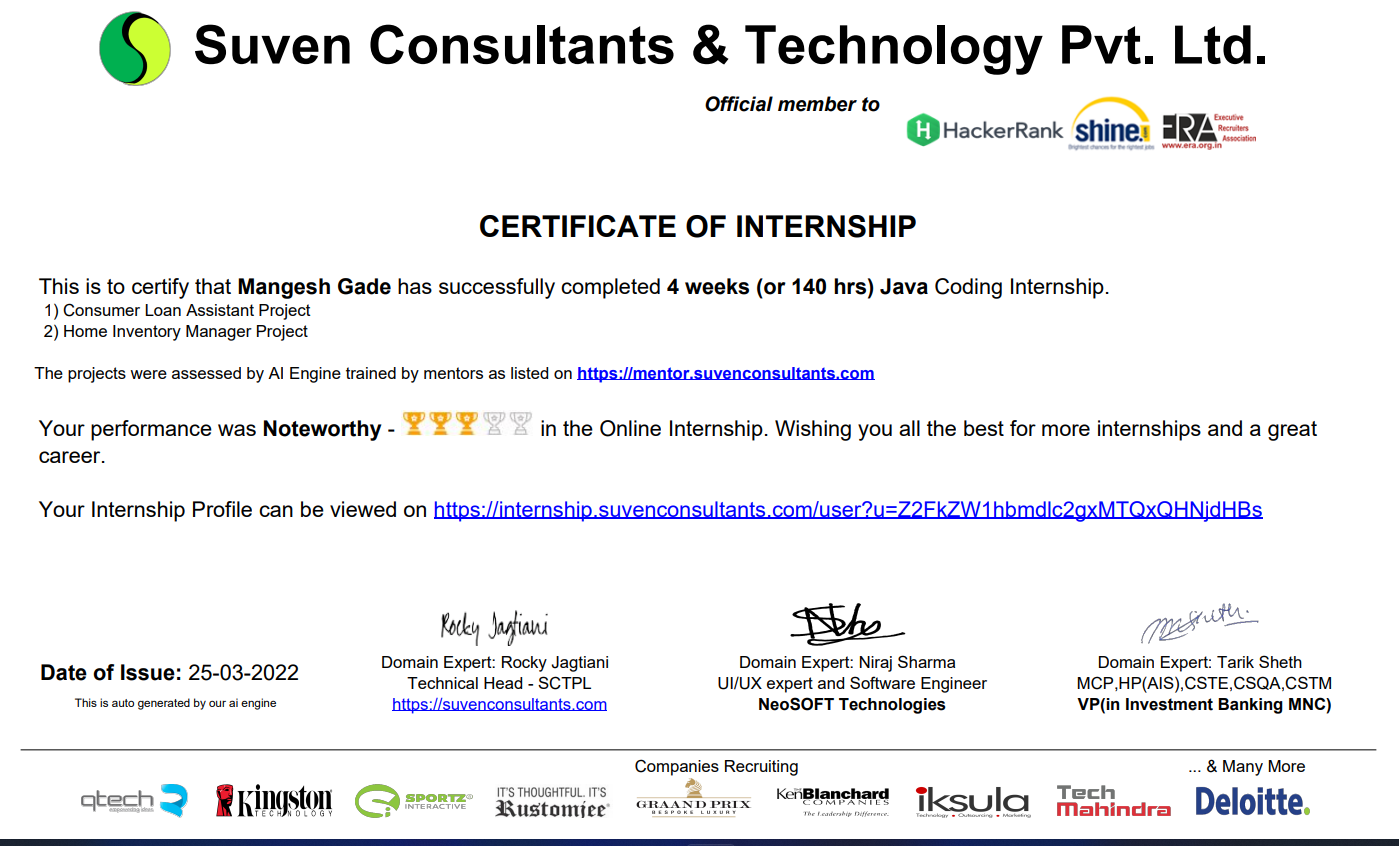 Suven Consultants & Technology Pvt. Ltd.
Official member to
HackerRank
shine
Brightest chances for the rightest jobs
ERA
Executive
Recruiters
Association
www.era.org.in
CERTIFICATE OF INTERNSHIP
This is to certify that Mangesh Gade has successfully completed 4 weeks (or 140 hrs) Java Coding Internship.
1) Consumer Loan Assistant Project
2) Home Inventory Manager Project
The projects were assessed by AI Engine trained by mentors as listed on https://mentor.suvenconsultants.com
Your performance was Noteworthy - in the Online Internship. Wishing you all the best for more internships and a great
career.
Your Internship Profile can be viewed on https://internship.suvenconsultants.com/user?u=Z2FkZW1hbmdlc2gxMTQxQHNjdHBs
Rocky Jagtiani
Date of Issue: 25-03-2022
This is auto generated by our ai engine
Domain Expert: Rocky Jagtiani
Technical Head - SCTPL
https://suvenconsultants.com
Domain Expert: Niraj Sharma
UI/UX expert and Software Engineer
NeoSOFT Technologies
Domain Expert: Tarik Sheth
MCP,HP(AIS),CSTE,CSQA,CSTM
VP(in Investment Banking MNC)
Companies Recruiting
... & Many More
qtech
empowering ideas
Kingston
TECHNOLOGY
SPORTZ
INTERACTIVE
IT'S THOUGHTFUL. IT'S
Rustomjee
GRAAND PRIX
BESPOKE LUXURY
The KenBlanchard
COMPANIES
The Leadership Difference.
iksula
Technology • Outsourcing • Marketing
Tech
Mahindra
Deloitte.